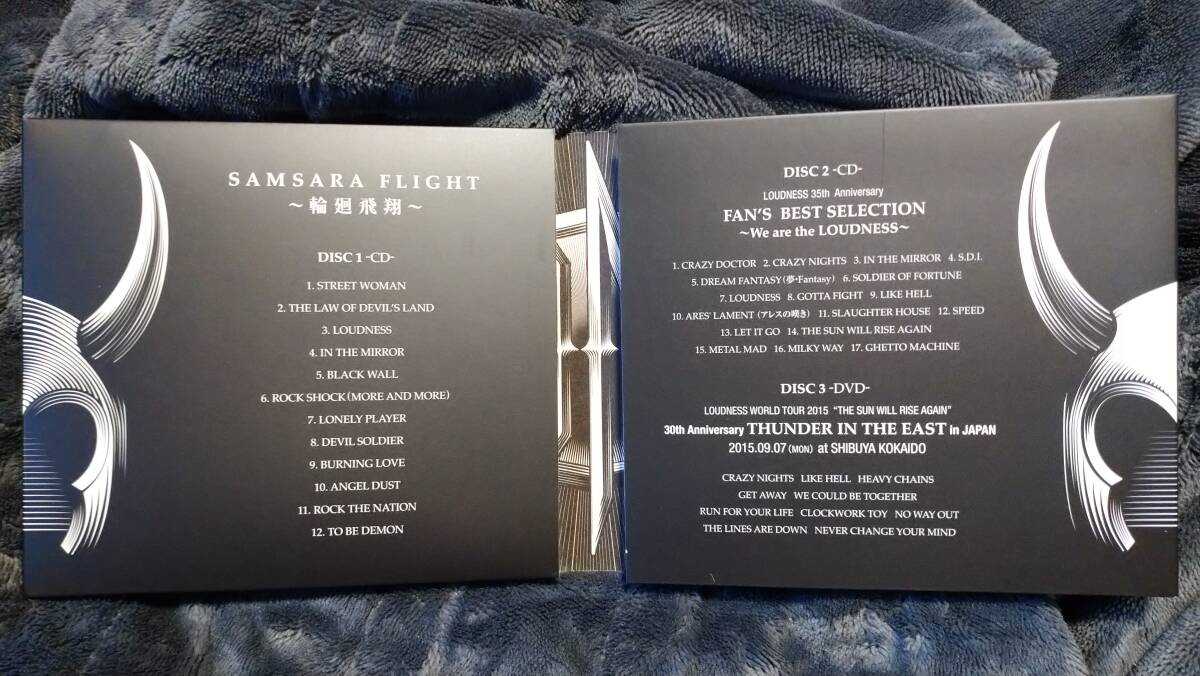 SAMSARA FLIGHT
～輪廻飛翔～
DISC 1 -CD-
1. STREET WOMAN
2. THE LAW OF DEVIL'S LAND
3. LOUDNESS
4. IN THE MIRROR
5. BLACK WALL
6. ROCK SHOCK (MORE AND MORE)
7. LONELY PLAYER
8. DEVIL SOLDIER
9. BURNING LOVE
10. ANGEL DUST
11. ROCK THE NATION
12. TO BE DEMON
DISC 2 -CD-
LOUDNESS 35th Anniversary
FAN'S BEST SELECTION
～We are the LOUDNESS～
1. CRAZY DOCTOR 2. CRAZY NIGHTS 3. IN THE MIRROR 4. S.D.I.
5. DREAM FANTASY (夢・Fantasy) 6. SOLDIER OF FORTUNE
7. LOUDNESS 8. GOTTA FIGHT 9. LIKE HELL
10. ARES' LAMENT (アレスの嘆き) 11. SLAUGHTER HOUSE 12. SPEED
13. LET IT GO 14. THE SUN WILL RISE AGAIN
15. METAL MAD 16. MILKY WAY 17. GHETTO MACHINE
DISC 3 -DVD-
LOUDNESS WORLD TOUR 2015 "THE SUN WILL RISE AGAIN"
30th Anniversary THUNDER IN THE EAST in JAPAN
2015.09.07 (MON) at SHIBUYA KOKAIDO
CRAZY NIGHTS LIKE HELL HEAVY CHAINS
GET AWAY WE COULD BE TOGETHER
RUN FOR YOUR LIFE CLOCKWORK TOY NO WAY OUT
THE LINES ARE DOWN NEVER CHANGE YOUR MIND